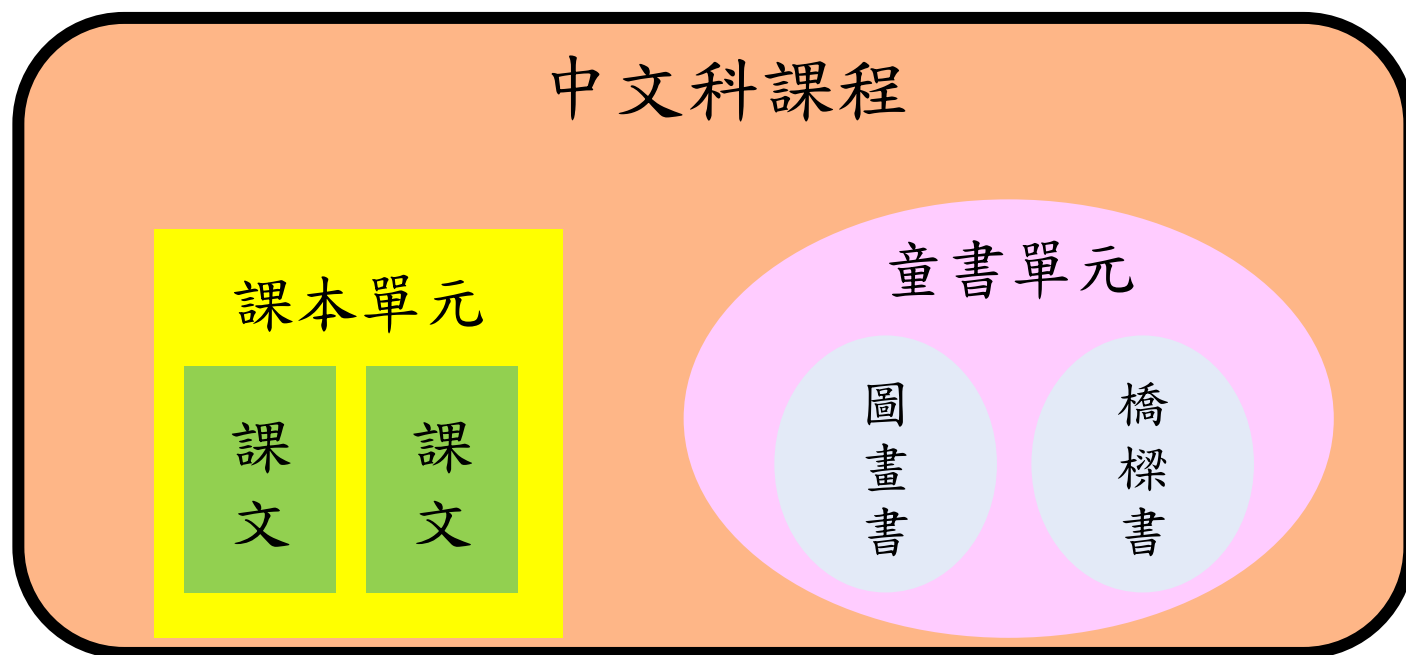 中文科課程
課本單元
課文
課文
童書單元
圖畫書
橋樑書